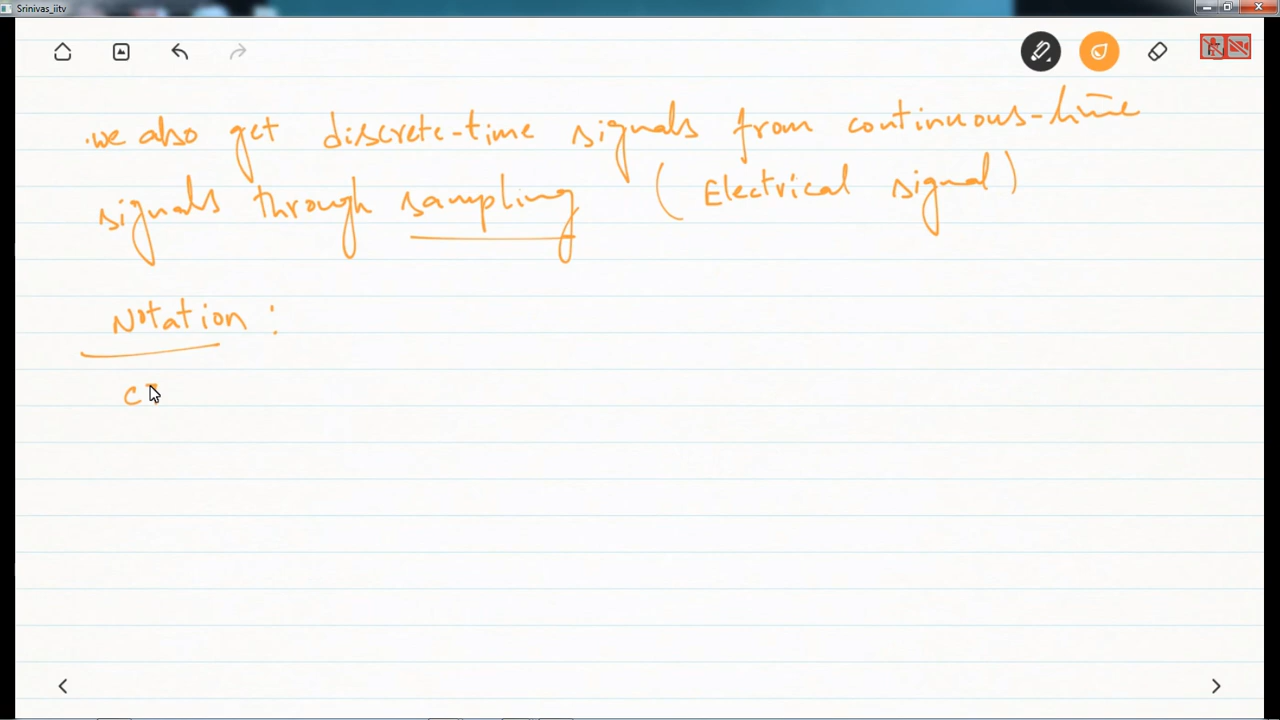 Srinivas_iitv
.we also get discrete-time signals from continuous-time
signals through sampling (Electrical signal)
Notation :
C